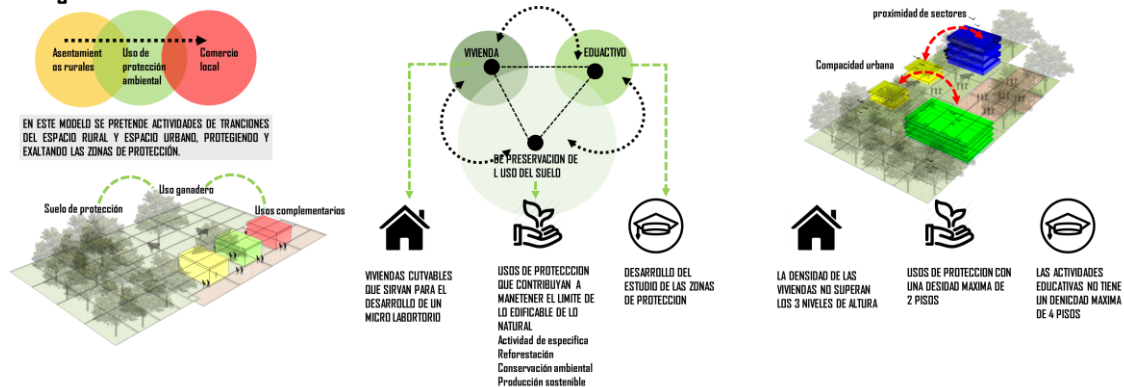 Asentamient
os rurales
Uso de
protección
ambiental
Comercio
local
EN ESTE MODELO SE PRETENDE ACTIVIDADES DE TRANCIONES
DEL ESPACIO RURAL Y ESPACIO URBANO, PROTEGIENDO Y
EXALTANDO LAS ZONAS DE PROTECCIÓN.
Uso ganadero
Suelo de protección
Usos complementarios
VIVIENDA
EDUACTIVO
DE PRESERVACION DE
L USO DEL SUELO
VIVIENDAS CUTVABLES
QUE SIRVAN PARA EL
DESARROLLO DE UN
MICRO LABORTORIO
USOS DE PROTECCCION
QUE CONTRIBUYAN A
MANETENER EL LIMITE DE
LO EDIFICABLE DE LO
NATURAL
Actividad de especifica
Reforestación
Conservación ambiental
Producción sostenible
DESARROLLO DEL
ESTUDIO DE LAS ZONAS
DE PROTECCION
proximidad de sectores
Compacidad urbana
LA DENSIDAD DE LAS
VIVIENDAS NO SUPERAN
LOS 3 NIVELES DE ALTURA
USOS DE PROTECCION CON
UNA DESIDAD MAXIMA DE
2 PISOS
LAS ACTIVIDADES
EDUCATIVAS NO TIENE
UN DENICDAD MAXIMA
DE 4 PISOS